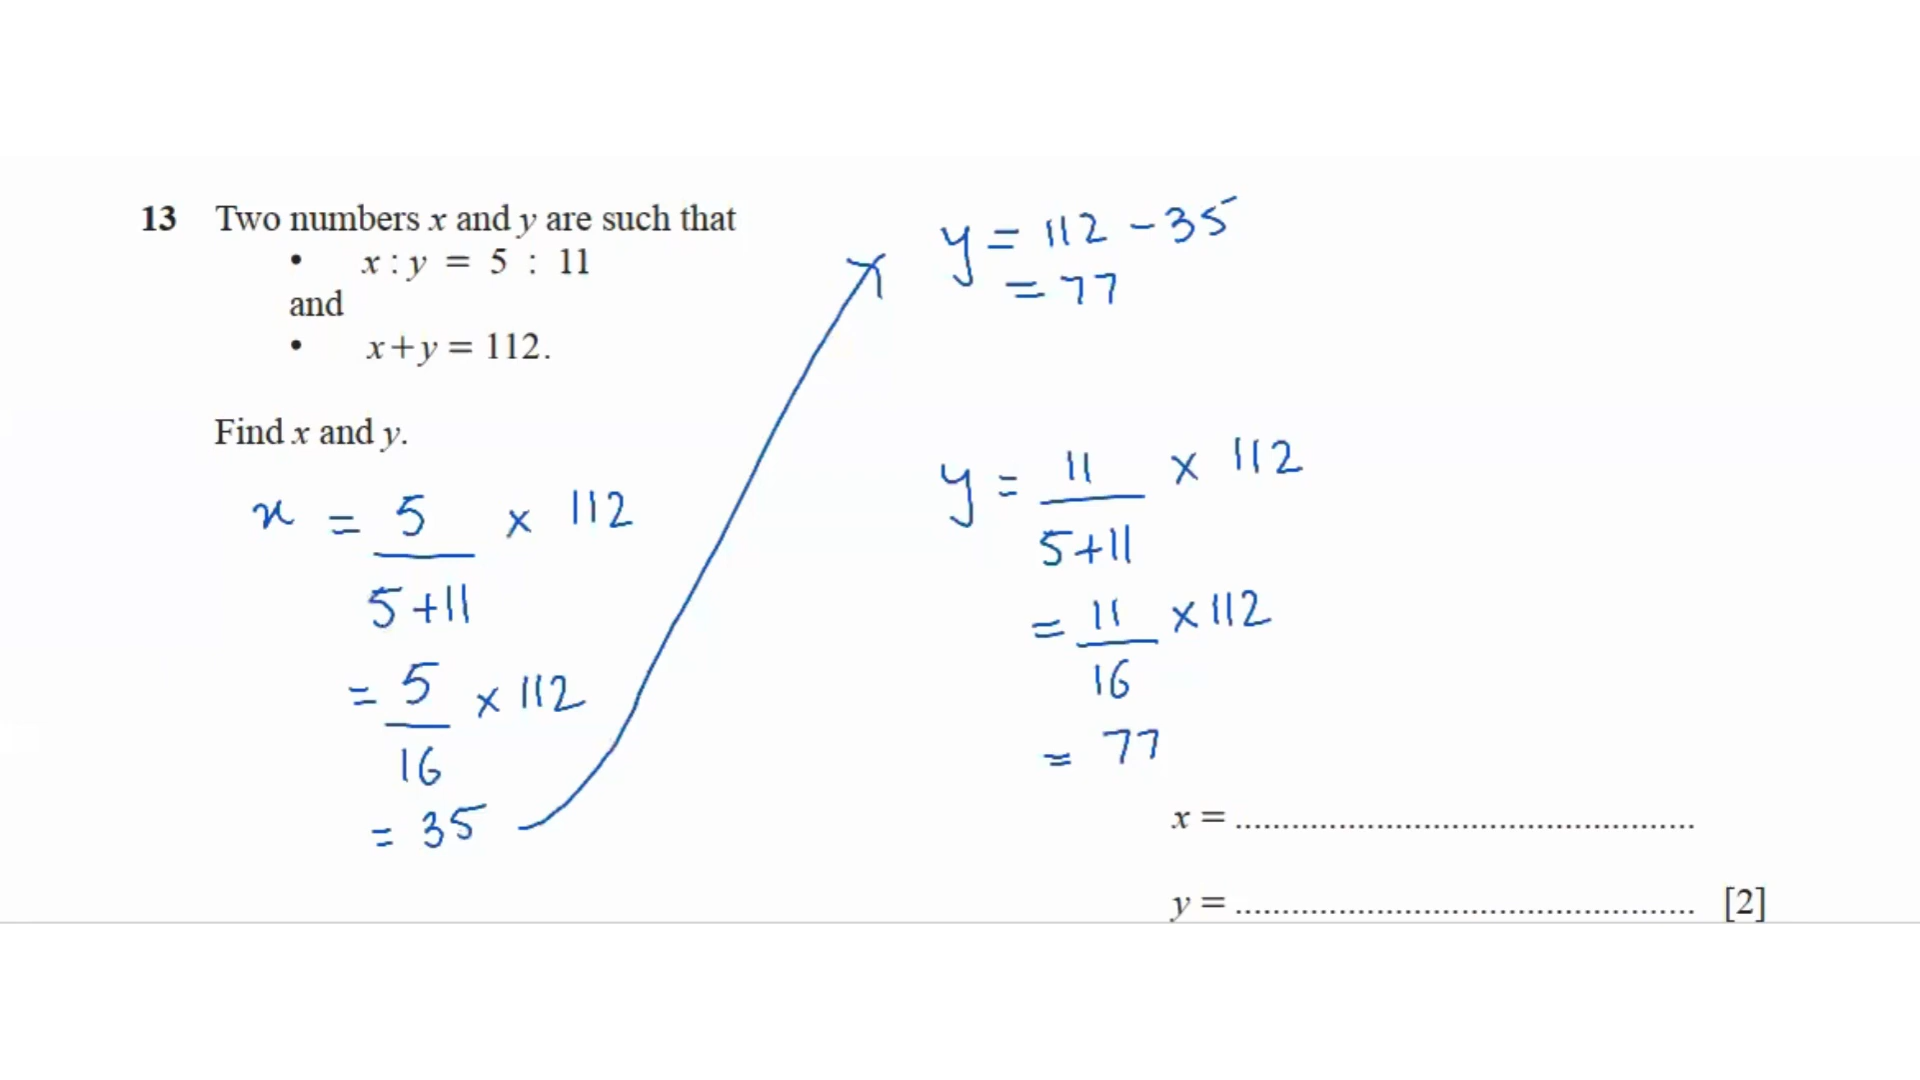 13 Two numbers x and y are such that
• x : y = 5 : 11
and
• x + y = 112.
Find x and y.
x = 5/(5+11) × 112
= 5/16 × 112
= 35
y = 112 - 35
= 77
y = 11/(5+11) × 112
= 11/16 × 112
= 77
x = ................................................
y = ................................................ [2]